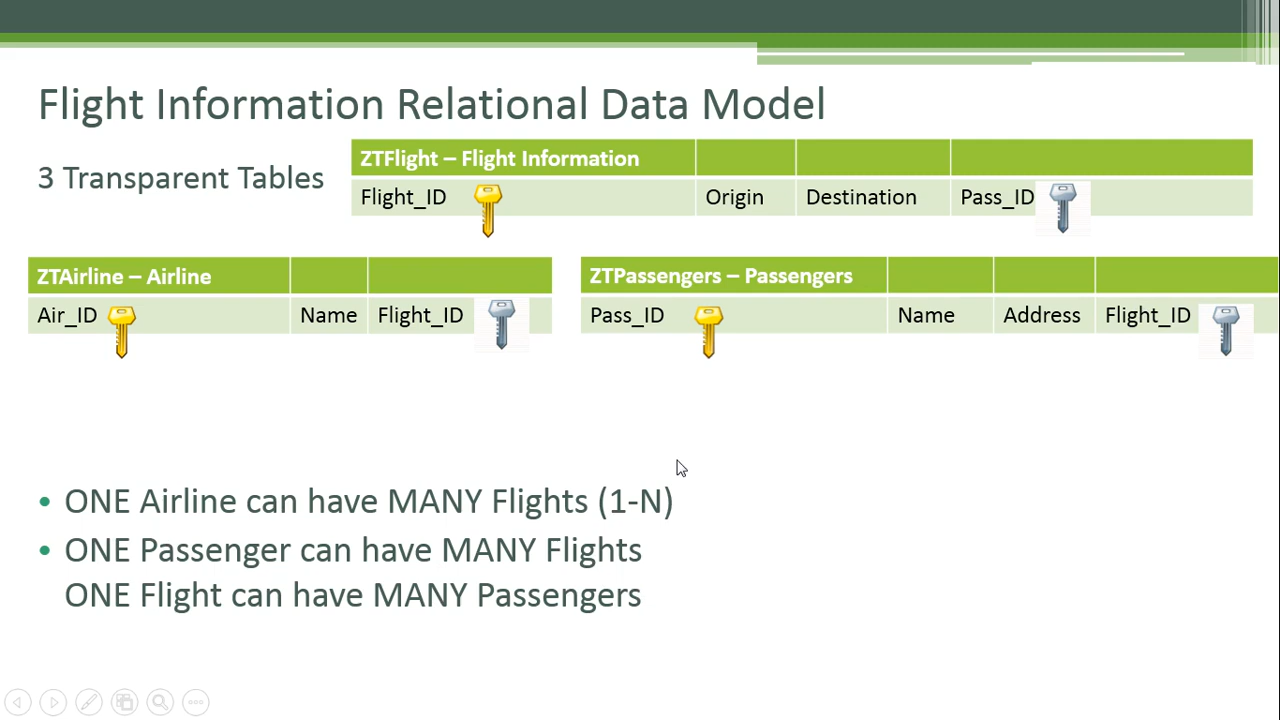 Flight Information Relational Data Model
3 Transparent Tables
ZTFlight – Flight Information
Flight_ID Origin Destination Pass_ID
ZTAirline – Airline
Air_ID Name Flight_ID
ZTPassengers – Passengers
Pass_ID Name Address Flight_ID
• ONE Airline can have MANY Flights (1-N)
• ONE Passenger can have MANY Flights
ONE Flight can have MANY Passengers